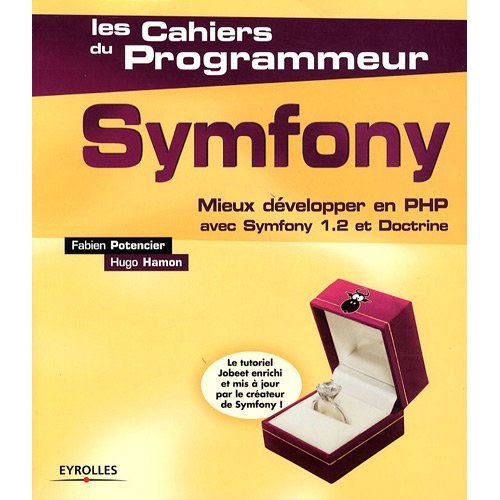 les Cahiers
du Programmeur
Symfony
Mieux développer en PHP
avec Symfony 1.2 et Doctrine
Fabien Potencier
Hugo Hamon
Le tutoriel
Jobeet enrichi
et mis à jour
par le créateur
de Symfony !
EYROLLES